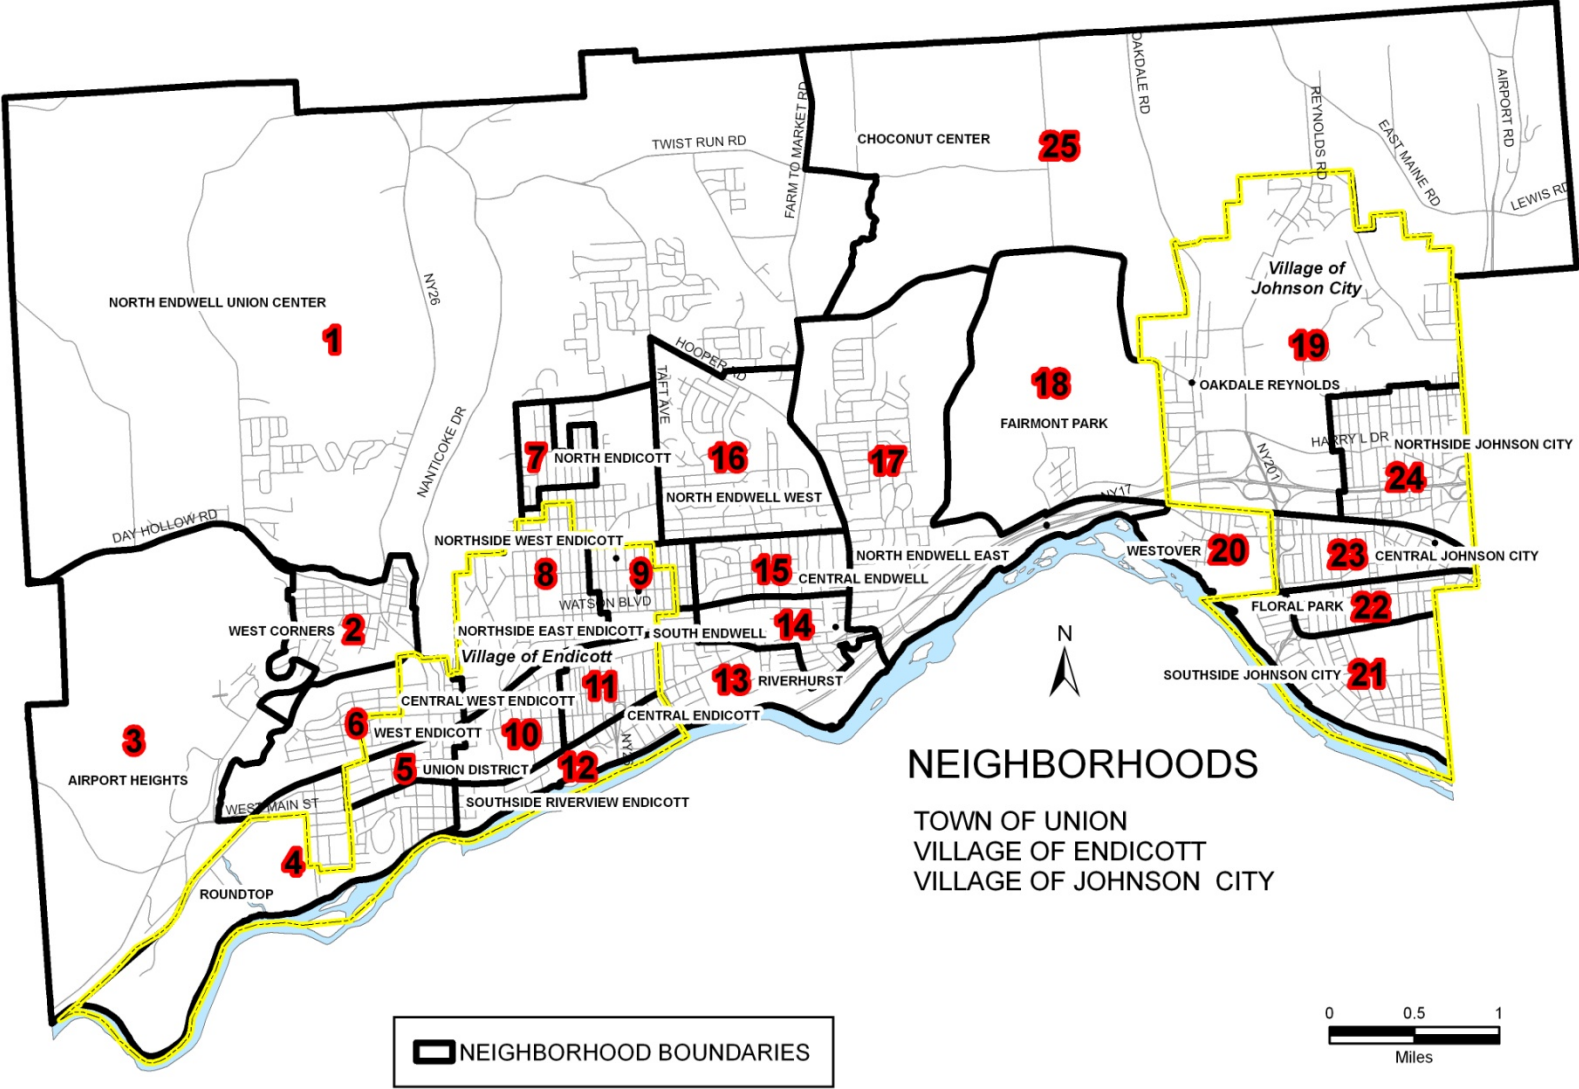 OAKDALE RD
AIRPORT RD
REYNOLDS RD
FARM TO MARKET RD
TWIST RUN RD
CHOCONUT CENTER
25
EAST MAINE RD
LEWIS RD
NORTH ENDWELL UNION CENTER
1
NY26
Village of
Johnson City
19
HOOPER RD
TAFT AVE
18
FAIRMONT PARK
OAKDALE REYNOLDS
NANTICOKE DR
7
NORTH ENDICOTT
16
NORTH ENDWELL WEST
17
HARRY L DR
NY201
NORTHSIDE JOHNSON CITY
24
NY17
DAY HOLLOW RD
NORTHSIDE WEST ENDICOTT
8
9
15
CENTRAL ENDWELL
NORTH ENDWELL EAST
WESTOVER
20
23
CENTRAL JOHNSON CITY
WATSON BLVD
FLORAL PARK
22
WEST CORNERS
2
NORTHSIDE EAST ENDICOTT
SOUTH ENDWELL
14
N
Village of Endicott
11
13
RIVERHURST
SOUTHSIDE JOHNSON CITY
21
CENTRAL WEST ENDICOTT
CENTRAL ENDICOTT
6
WEST ENDICOTT
10
NY26
3
AIRPORT HEIGHTS
5
UNION DISTRICT
12
WEST MAIN ST
SOUTHSIDE RIVERVIEW ENDICOTT
4
ROUNDTOP
NEIGHBORHOODS
TOWN OF UNION
VILLAGE OF ENDICOTT
VILLAGE OF JOHNSON CITY
NEIGHBORHOOD BOUNDARIES
0 0.5 1
Miles